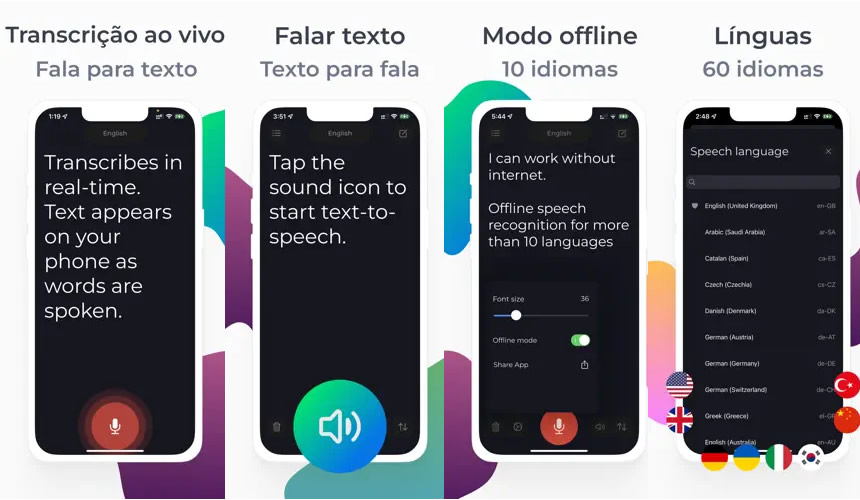 Transcrição ao vivo
Fala para texto
1:19
English
Transcribes in
real-time.
Text appears
on your
phone as
words are
spoken.
Falar texto
Texto para fala
3:51
English
Tap the
sound icon to
start text-to-
speech.
Modo offline
10 idiomas
5:44
English
I can work without
internet.
Offline speech
recognition for more
than 10 languages
Font size 36
Offline mode
Share App
Línguas
60 idiomas
2:48
Speech language
English (United Kingdom) en-GB
Arabic (Saudi Arabia) ar-SA
Catalan (Spain) ca-ES
Czech (Czechia) cs-CZ
Danish (Denmark) da-DK
German (Austria) de-AT
German (Germany) de-DE
German (Switzerland) de-CH
Greek (Greece) el-GR
English (Australia) en-AU